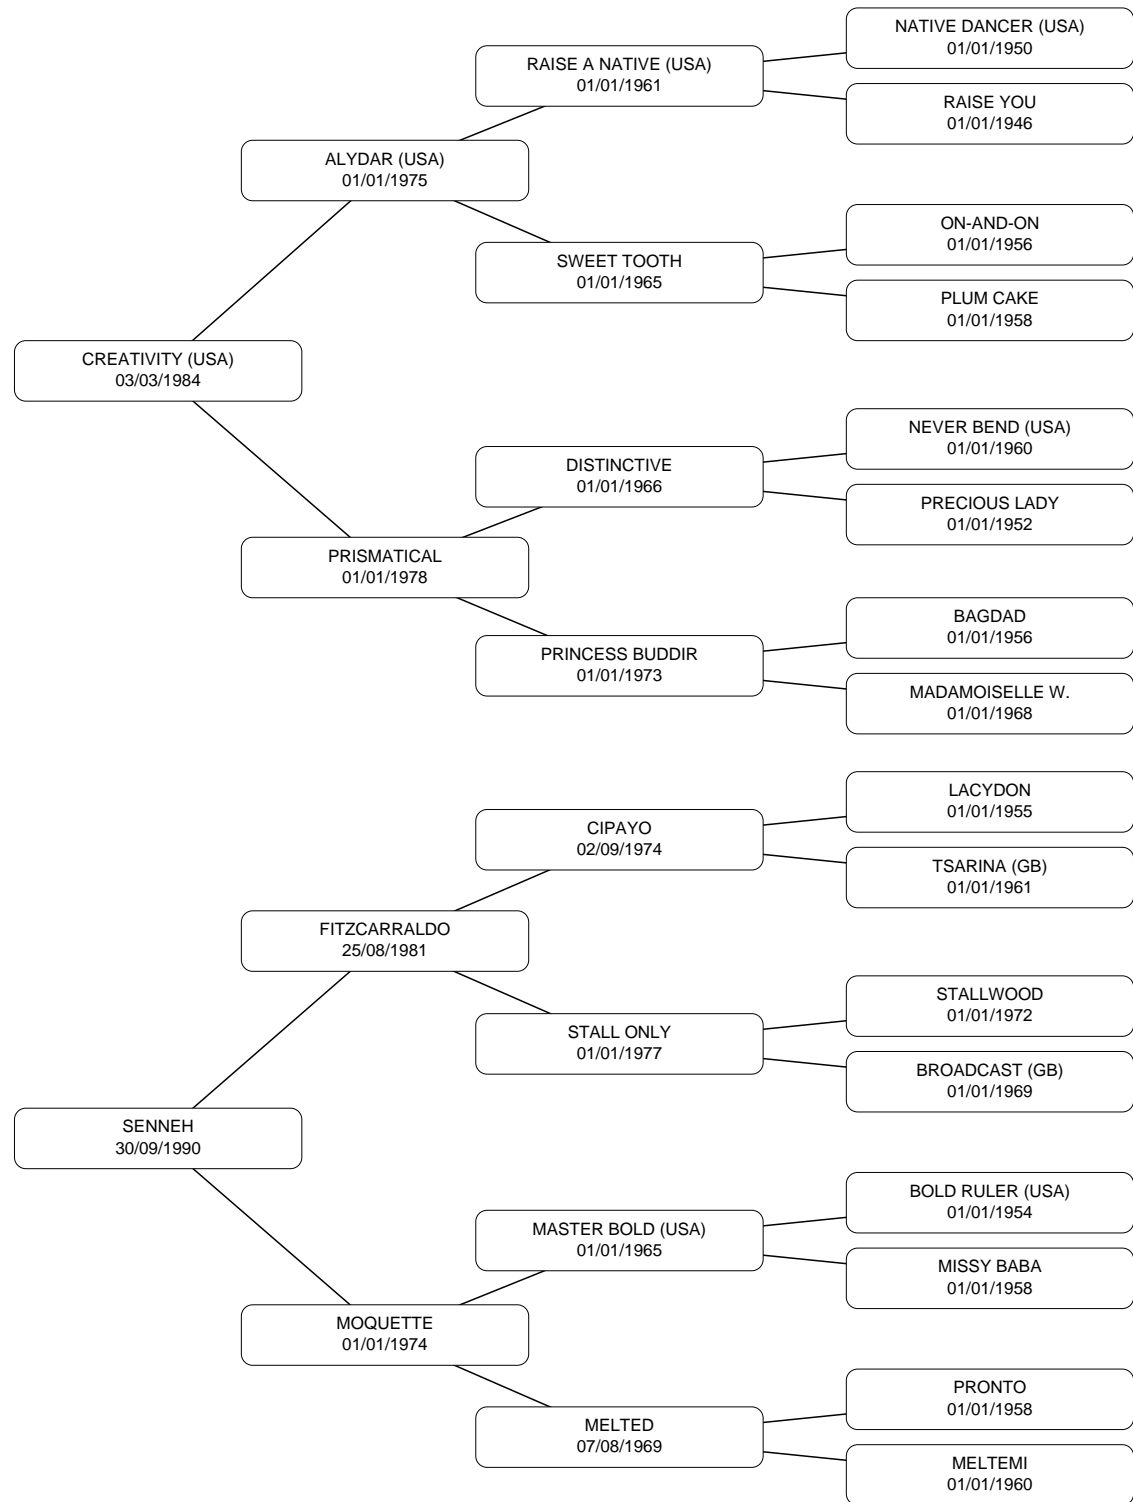 NATIVE DANCER (USA)
01/01/1950
RAISE A NATIVE (USA)
01/01/1961
RAISE YOU
01/01/1946
ALYDAR (USA)
01/01/1975
ON-AND-ON
01/01/1956
SWEET TOOTH
01/01/1965
PLUM CAKE
01/01/1958
CREATIVITY (USA)
03/03/1984
NEVER BEND (USA)
01/01/1960
DISTINCTIVE
01/01/1966
PRECIOUS LADY
01/01/1952
PRISMATICAL
01/01/1978
BAGDAD
01/01/1956
PRINCESS BUDDIR
01/01/1973
MADAMOISELLE W.
01/01/1968
LACYDON
01/01/1955
CIPAYO
02/09/1974
TSARINA (GB)
01/01/1961
FITZCARRALDO
25/08/1981
STALLWOOD
01/01/1972
STALL ONLY
01/01/1977
BROADCAST (GB)
01/01/1969
SENNEH
30/09/1990
BOLD RULER (USA)
01/01/1954
MASTER BOLD (USA)
01/01/1965
MISSY BABA
01/01/1958
MOQUETTE
01/01/1974
PRONTO
01/01/1958
MELTED
07/08/1969
MELTEMI
01/01/1960